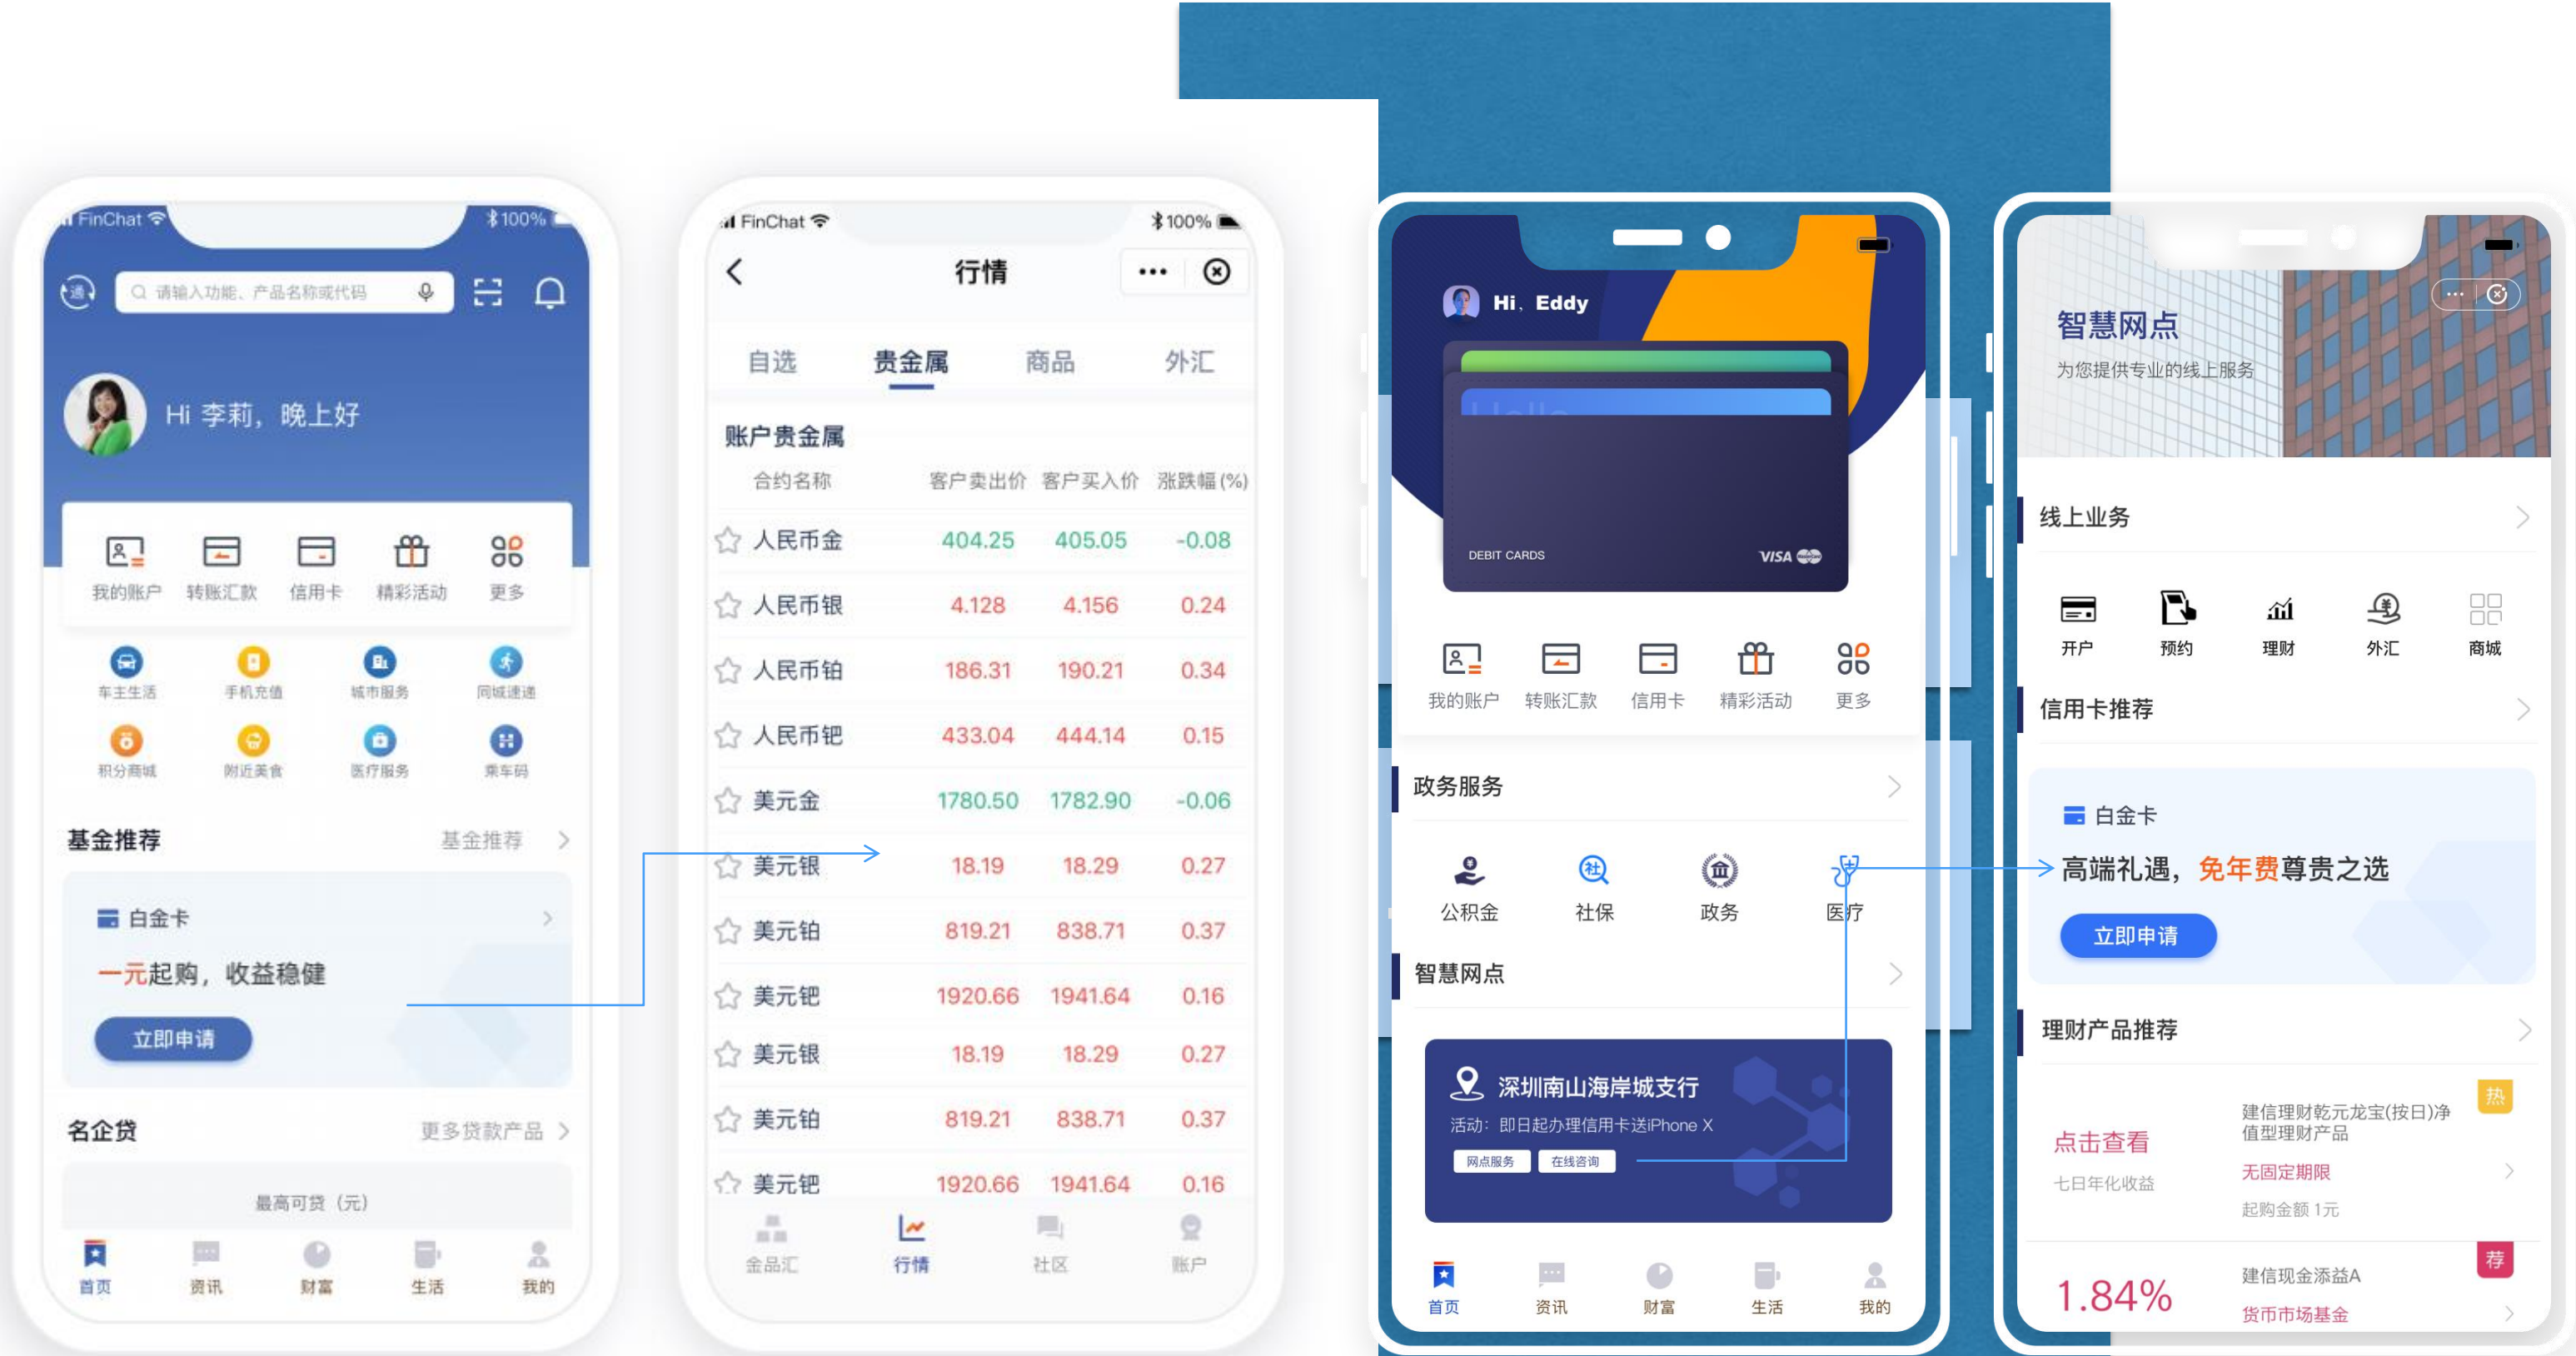 FinChat
100%
通
请输入功能、产品名称或代码
Hi 李莉，晚上好
我的账户 转账汇款 信用卡 精彩活动 更多
车主生活 手机充值 城市服务 同城速递
积分商城 附近美食 医疗服务 乘车码
基金推荐 基金推荐
白金卡
一元起购，收益稳健
立即申请
名企贷 更多贷款产品
最高可贷（元）
首页 资讯 财富 生活 我的
FinChat
100%
行情
自选 贵金属 商品 外汇
账户贵金属
合约名称 客户卖出价 客户买入价 涨跌幅(%)
人民币金 404.25 405.05 -0.08
人民币银 4.128 4.156 0.24
人民币铂 186.31 190.21 0.34
人民币钯 433.04 444.14 0.15
美元金 1780.50 1782.90 -0.06
美元银 18.19 18.29 0.27
美元铂 819.21 838.71 0.37
美元钯 1920.66 1941.64 0.16
美元银 18.19 18.29 0.27
美元铂 819.21 838.71 0.37
美元钯 1920.66 1941.64 0.16
金品汇 行情 社区 账户
Hi，Eddy
Hello
DEBIT CARDS VISA
我的账户 转账汇款 信用卡 精彩活动 更多
政务服务
社
公积金 社保 政务 医疗
智慧网点
深圳南山海岸城支行
活动：即日起办理信用卡送iPhone X
网点服务 在线咨询
首页 资讯 财富 生活 我的
智慧网点
为您提供专业的线上服务
线上业务
开户 预约 理财 外汇 商城
信用卡推荐
白金卡
高端礼遇，免年费尊贵之选
立即申请
理财产品推荐
热
建信理财乾元龙宝(按日)净
值型理财产品
点击查看
无固定期限
七日年化收益
起购金额 1元
荐
建信现金添益A
1.84%
货币市场基金